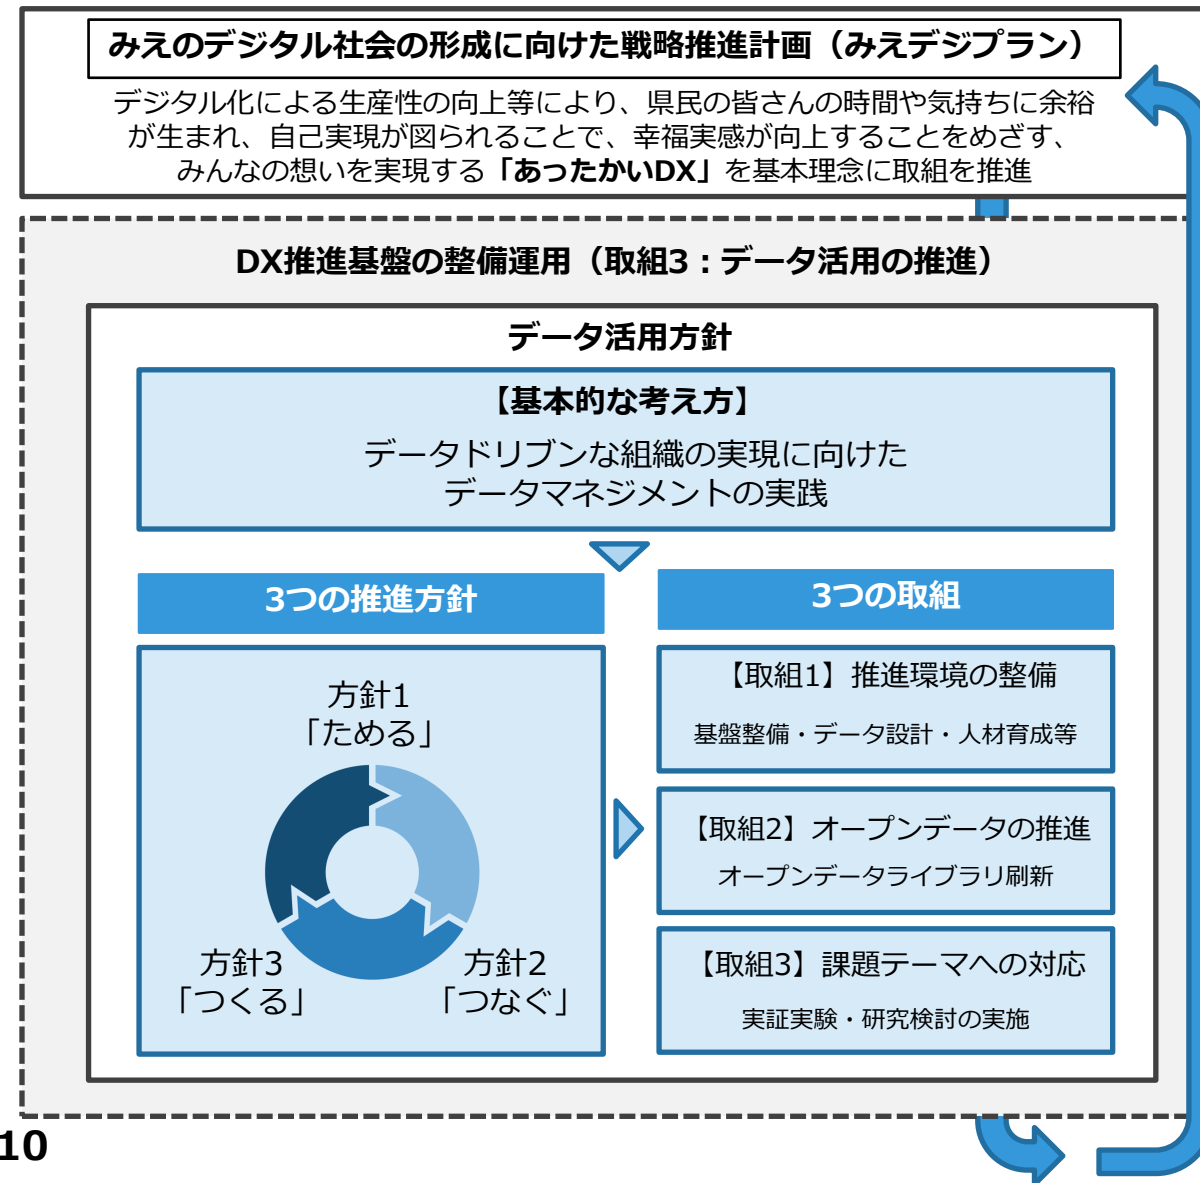 みえのデジタル社会の形成に向けた戦略推進計画（みえデジプラン）
デジタル化による生産性の向上等により、県民の皆さんの時間や気持ちに余裕
が生まれ、自己実現が図られることで、幸福実感が向上することをめざす、
みんなの想いを実現する「あったかいDX」を基本理念に取組を推進
DX推進基盤の整備運用（取組3：データ活用の推進）
データ活用方針
【基本的な考え方】
データドリブンな組織の実現に向けた
データマネジメントの実践
3つの推進方針
方針1
「ためる」
方針2
「つなぐ」
方針3
「つくる」
3つの取組
【取組1】推進環境の整備
基盤整備・データ設計・人材育成等
【取組2】オープンデータの推進
オープンデータライブラリ刷新
【取組3】課題テーマへの対応
実証実験・研究検討の実施
10